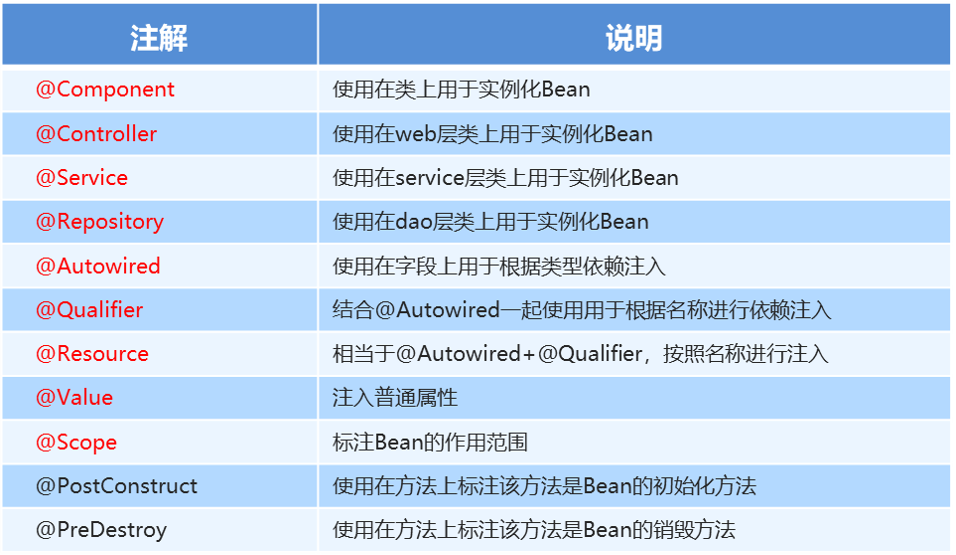 注解 说明
@Component 使用在类上用于实例化Bean
@Controller 使用在web层类上用于实例化Bean
@Service 使用在service层类上用于实例化Bean
@Repository 使用在dao层类上用于实例化Bean
@Autowired 使用在字段上用于根据类型依赖注入
@Qualifier 结合@Autowired一起使用用于根据名称进行依赖注入
@Resource 相当于@Autowired+@Qualifier，按照名称进行注入
@Value 注入普通属性
@Scope 标注Bean的作用范围
@PostConstruct 使用在方法上标注该方法是Bean的初始化方法
@PreDestroy 使用在方法上标注该方法是Bean的销毁方法